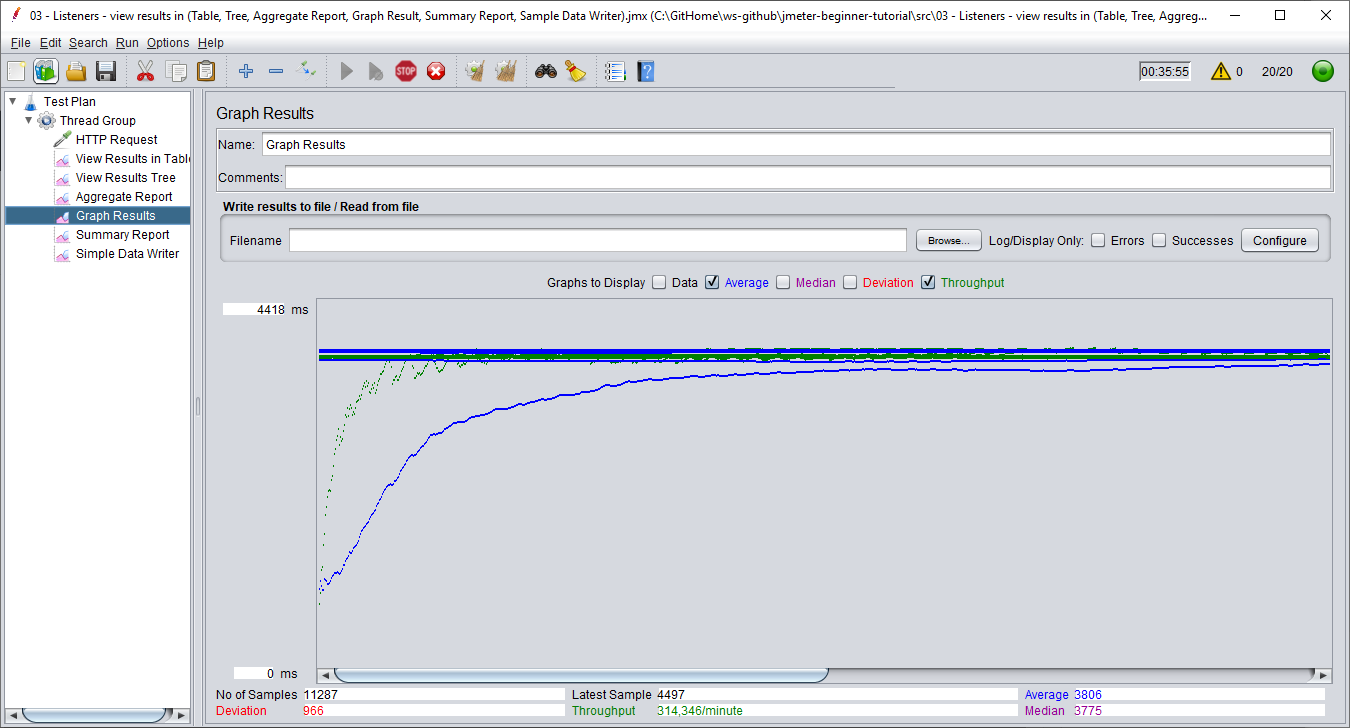 03 - Listeners - view results in (Table, Tree, Aggregate Report, Graph Result, Summary Report, Sample Data Writer).jmx (C:\GitHome\ws-github\jmeter-beginner-tutorial\src\03 - Listeners - view results in (Table, Tree, Aggreg...
File Edit Search Run Options Help
STOP 00:35:55 0 20/20
Test Plan
Thread Group
HTTP Request
View Results in Table
View Results Tree
Aggregate Report
Graph Results
Summary Report
Simple Data Writer
Graph Results
Name: Graph Results
Comments:
Write results to file / Read from file
Filename Browse... Log/Display Only: Errors Successes Configure
Graphs to Display Data Average Median Deviation Throughput
4418 ms
0 ms
No of Samples 11287 Latest Sample 4497 Average 3806
Deviation 966 Throughput 314,346/minute Median 3775